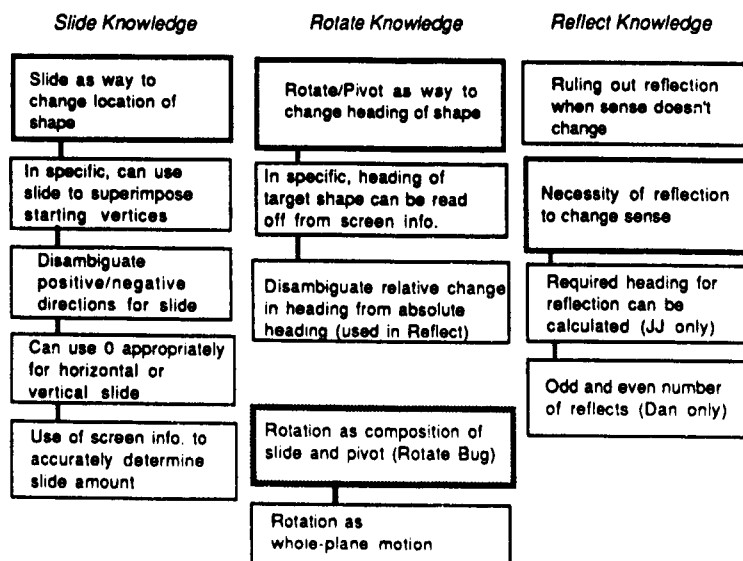 Slide Knowledge
Rotate Knowledge
Reflect Knowledge
Slide as way to
change location of
shape
In specific, can use
slide to superimpose
starting vertices
Disambiguate
positive/negative
directions for slide
Can use 0 appropriately
for horizontal or
vertical slide
Use of screen info. to
accurately determine
slide amount
Rotate/Pivot as way to
change heading of shape
In specific, heading of
target shape can be read
off from screen info.
Disambiguate relative change
in heading from absolute
heading (used in Reflect)
Rotation as composition of
slide and pivot (Rotate Bug)
Rotation as
whole-plane motion
Ruling out reflection
when sense doesn't
change
Necessity of reflection
to change sense
Required heading for
reflection can be
calculated (JJ only)
Odd and even number
of reflects (Dan only)